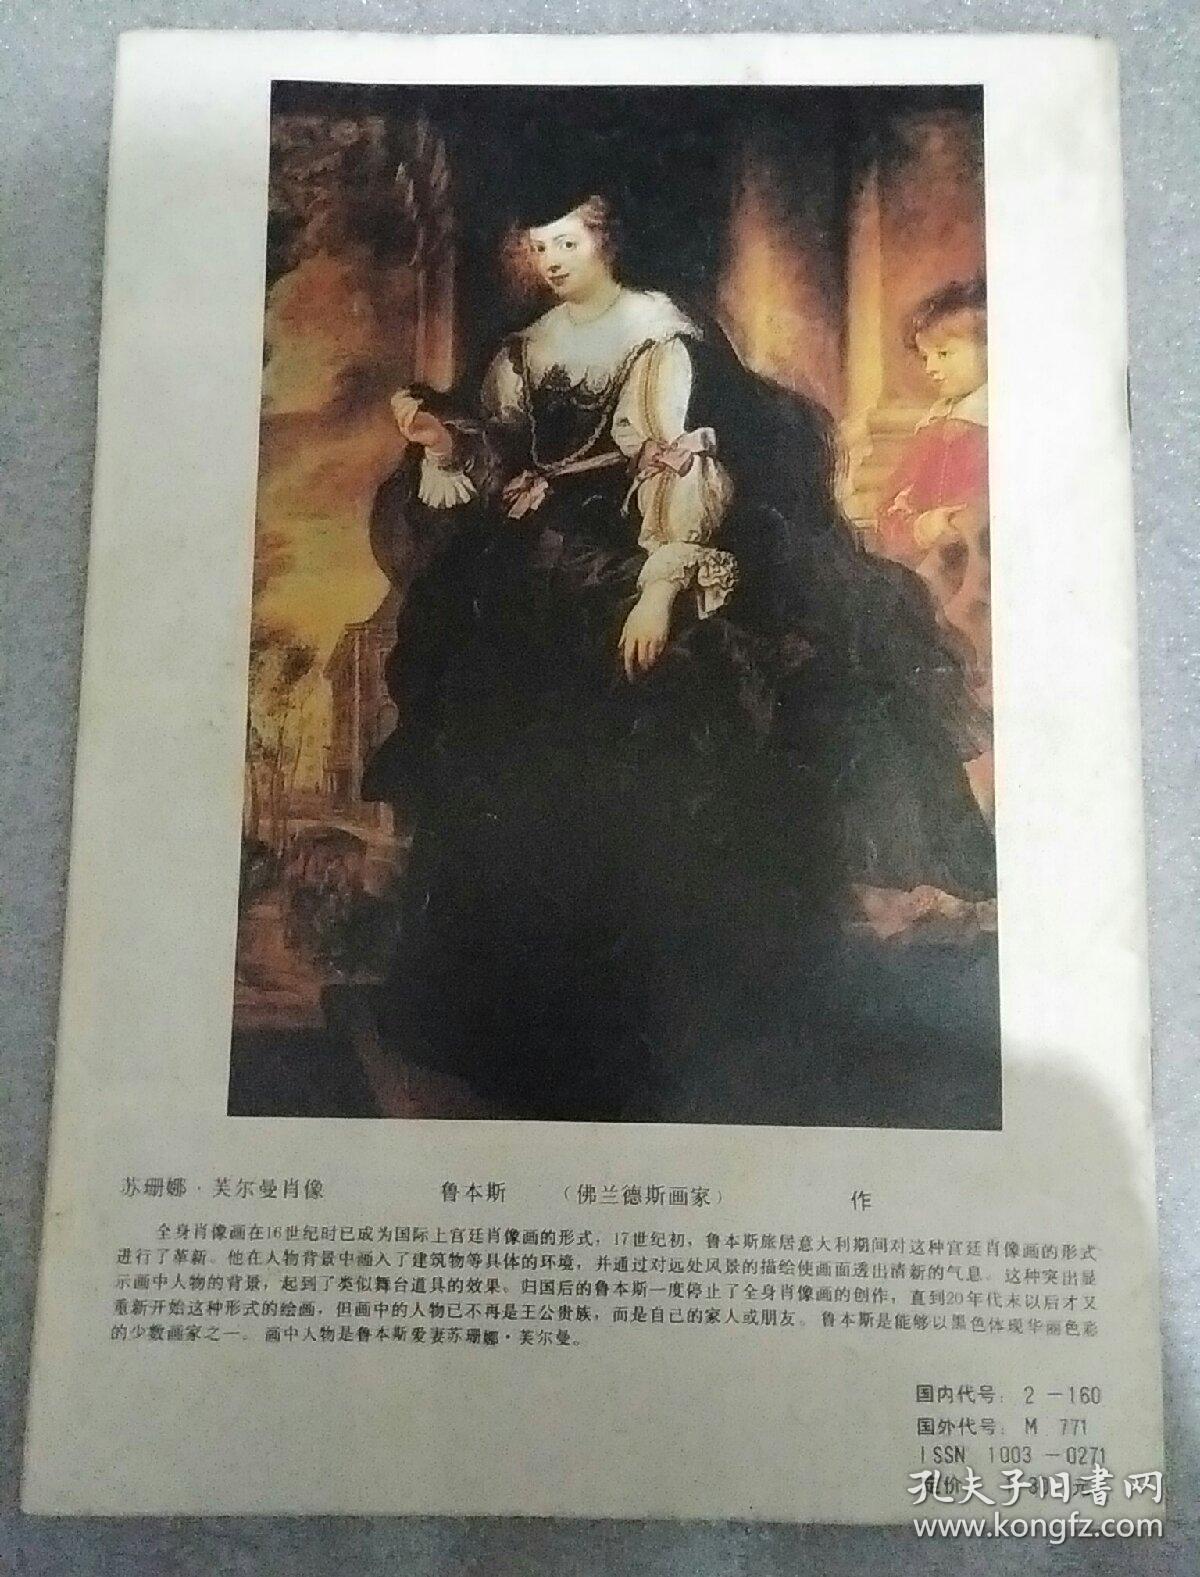 苏珊娜·芙尔曼肖像 鲁本斯 （佛兰德斯画家） 作
全身肖像画在16世纪时已成为国际上宫廷肖像画的形式，17世纪初，鲁本斯旅居意大利期间对这种宫廷肖像画的形式
进行了革新。他在人物背景中画入了建筑物等具体的环境，并通过对远处风景的描绘使画面透出清新的气息。这种突出显
示画中人物的背景，起到了类似舞台道具的效果。归国后的鲁本斯一度停止了全身肖像画的创作，直到20年代末以后才又
重新开始这种形式的绘画，但画中的人物已不再是王公贵族，而是自己的家人或朋友。鲁本斯是能够以黑色体现华丽色彩
的少数画家之一。画中人物是鲁本斯爱妻苏珊娜·芙尔曼。
国内代号：2－160
国外代号：M 771
ISSN 1003－0271
定价 30 元
孔夫子旧书网
www.kongfz.com